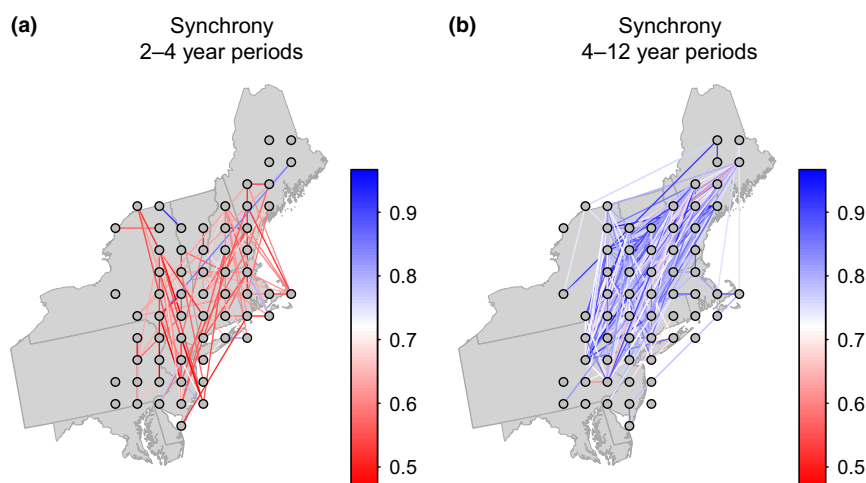 (a)
Synchrony
2–4 year periods
0.9
0.8
0.7
0.6
0.5
(b)
Synchrony
4–12 year periods
0.9
0.8
0.7
0.6
0.5